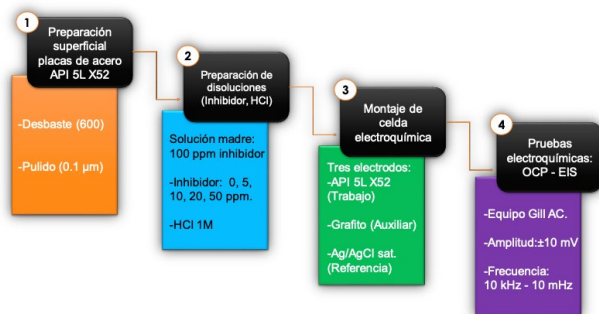 1
Preparación
superficial
placas de acero
API 5L X52
-Desbaste (600)
-Pulido (0.1 µm)
2
Preparación de
disoluciones
(Inhibidor, HCl)
Solución madre:
100 ppm inhibidor
-Inhibidor: 0, 5,
10, 20, 50 ppm.
-HCl 1M
3
Montaje de
celda
electroquímica
Tres electrodos:
-API 5L X52
(Trabajo)
-Grafito (Auxiliar)
-Ag/AgCl sat.
(Referencia)
4
Pruebas
electroquímicas:
OCP - EIS
-Equipo Gill AC.
-Amplitud:±10 mV
-Frecuencia:
10 kHz - 10 mHz